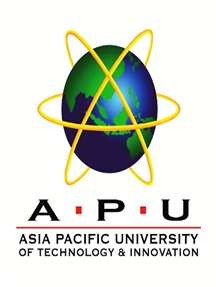 A·P·U
ASIA PACIFIC UNIVERSITY
OF TECHNOLOGY & INNOVATION